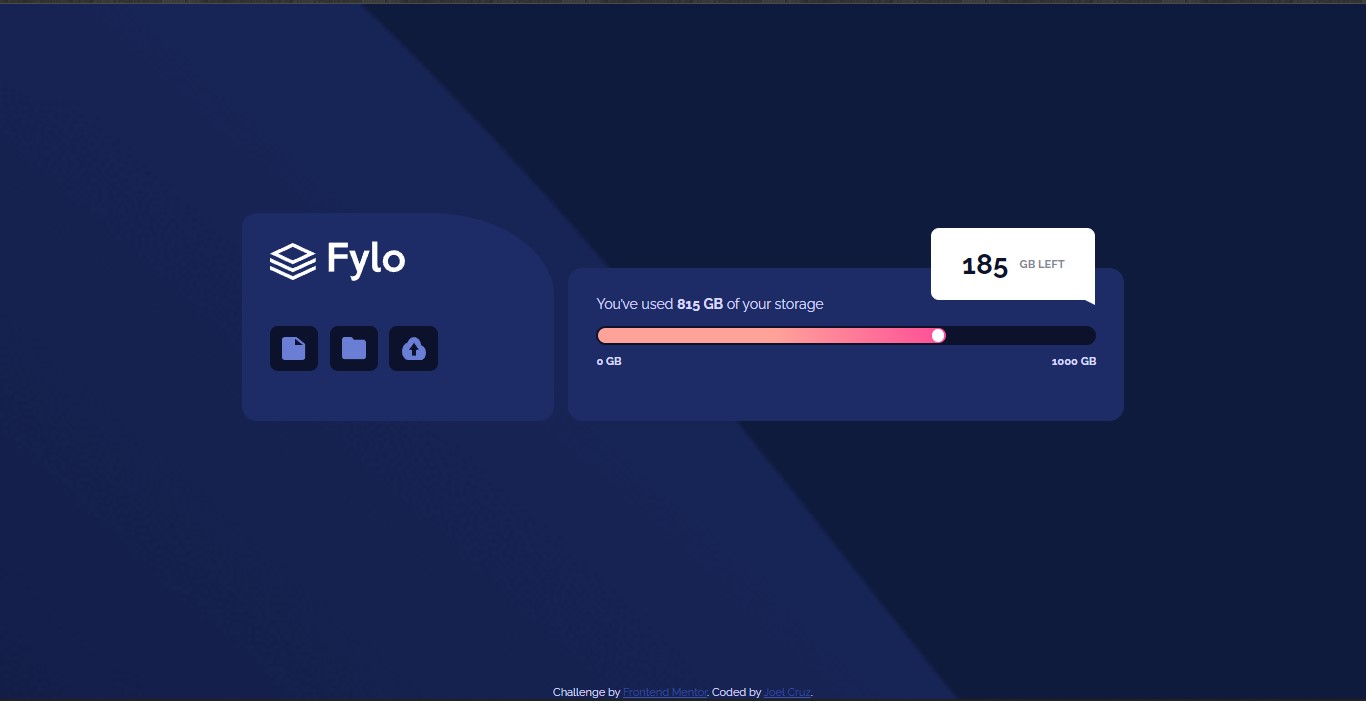 Fylo
185 GB LEFT
You've used 815 GB of your storage
0 GB
1000 GB
Challenge by Frontend Mentor. Coded by Joel Cruz.